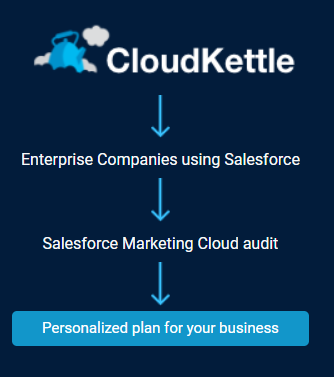 CloudKettle
Enterprise Companies using Salesforce
Salesforce Marketing Cloud audit
Personalized plan for your business